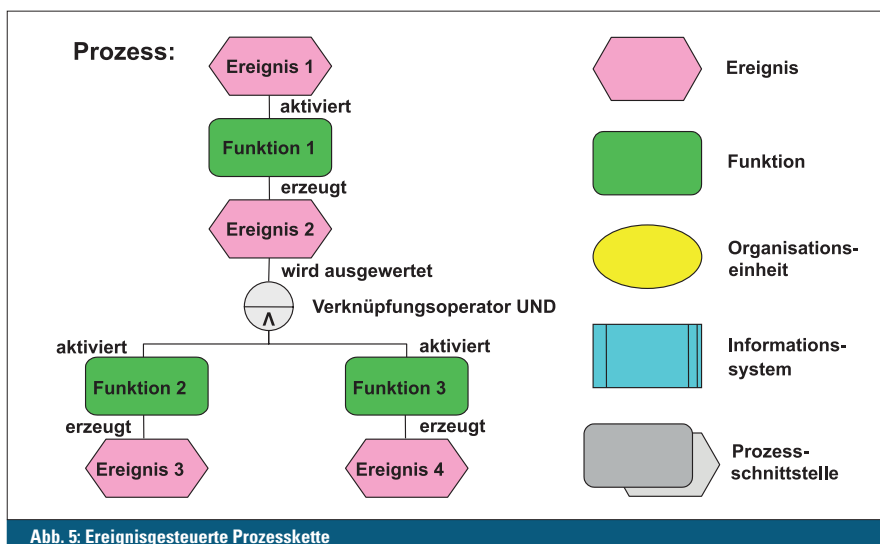 Prozess:
Ereignis 1
aktiviert
Funktion 1
erzeugt
Ereignis 2
wird ausgewertet
Verknüpfungsoperator UND
∧
aktiviert
aktiviert
Funktion 2
Funktion 3
erzeugt
erzeugt
Ereignis 3
Ereignis 4
Ereignis
Funktion
Organisations-
einheit
Informations-
system
Prozess-
schnittstelle
Abb. 5: Ereignisgesteuerte Prozesskette